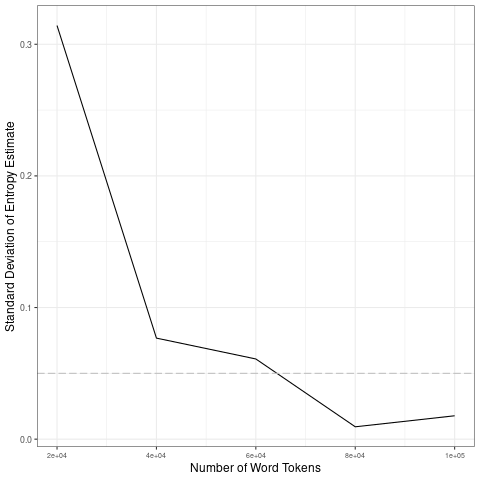 Standard Deviation of Entropy Estimate
0.3
0.2
0.1
0.0
2e+04 4e+04 6e+04 8e+04 1e+05
Number of Word Tokens